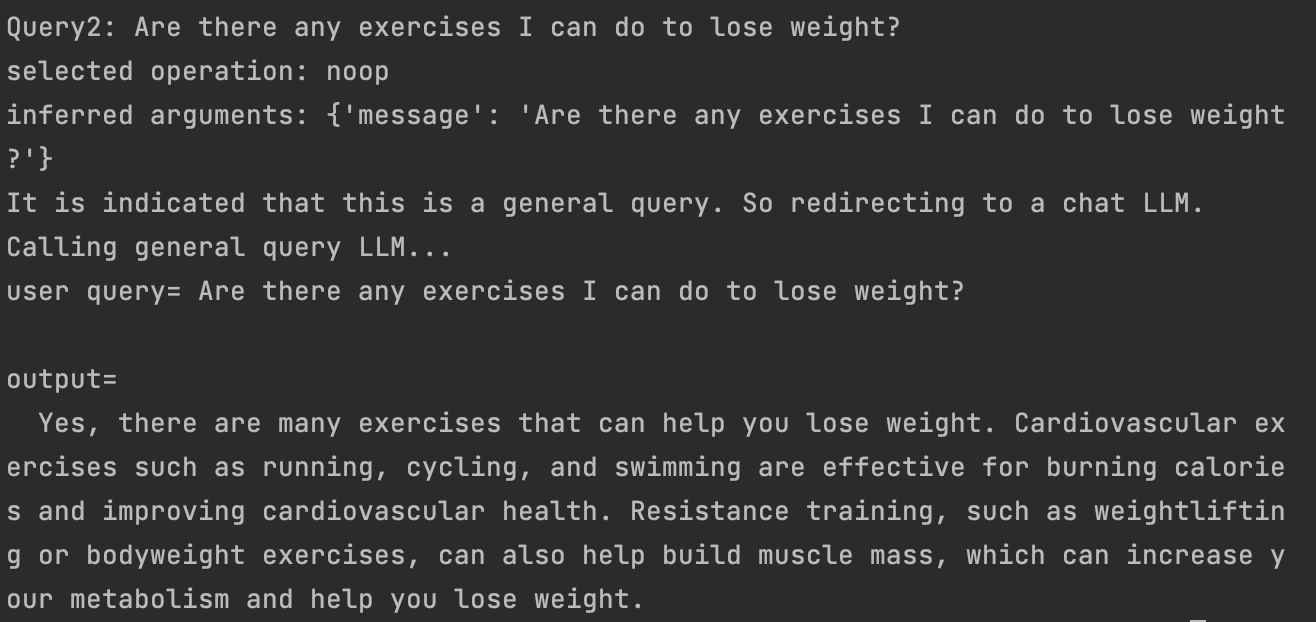 Query2: Are there any exercises I can do to lose weight?
selected operation: noop
inferred arguments: {'message': 'Are there any exercises I can do to lose weight
?'}
It is indicated that this is a general query. So redirecting to a chat LLM.
Calling general query LLM...
user query= Are there any exercises I can do to lose weight?
output=
Yes, there are many exercises that can help you lose weight. Cardiovascular ex
ercises such as running, cycling, and swimming are effective for burning calorie
s and improving cardiovascular health. Resistance training, such as weightliftin
g or bodyweight exercises, can also help build muscle mass, which can increase y
our metabolism and help you lose weight.